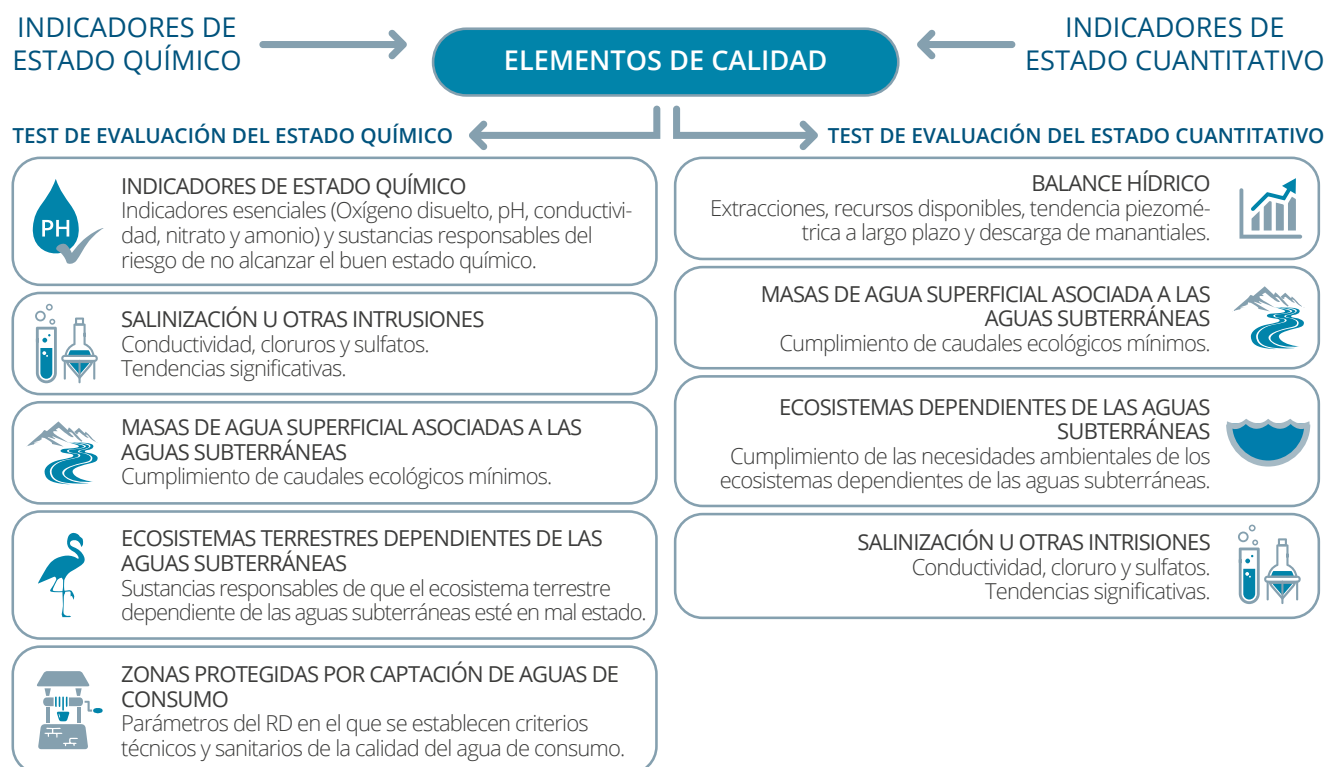 INDICADORES DE
ESTADO QUÍMICO
ELEMENTOS DE CALIDAD
INDICADORES DE
ESTADO CUANTITATIVO
TEST DE EVALUACIÓN DEL ESTADO QUÍMICO
PH
INDICADORES DE ESTADO QUÍMICO
Indicadores esenciales (Oxígeno disuelto, pH, conductivi-
dad, nitrato y amonio) y sustancias responsables del
riesgo de no alcanzar el buen estado químico.
SALINIZACIÓN U OTRAS INTRUSIONES
Conductividad, cloruros y sulfatos.
Tendencias significativas.
MASAS DE AGUA SUPERFICIAL ASOCIADAS A LAS
AGUAS SUBTERRÁNEAS
Cumplimiento de caudales ecológicos mínimos.
ECOSISTEMAS TERRESTRES DEPENDIENTES DE LAS
AGUAS SUBTERRÁNEAS
Sustancias responsables de que el ecosistema terrestre
dependiente de las aguas subterráneas esté en mal estado.
ZONAS PROTEGIDAS POR CAPTACIÓN DE AGUAS DE
CONSUMO
Parámetros del RD en el que se establecen criterios
técnicos y sanitarios de la calidad del agua de consumo.
TEST DE EVALUACIÓN DEL ESTADO CUANTITATIVO
BALANCE HÍDRICO
Extracciones, recursos disponibles, tendencia piezomé-
trica a largo plazo y descarga de manantiales.
MASAS DE AGUA SUPERFICIAL ASOCIADA A LAS
AGUAS SUBTERRÁNEAS
Cumplimiento de caudales ecológicos mínimos.
ECOSISTEMAS DEPENDIENTES DE LAS AGUAS
SUBTERRÁNEAS
Cumplimiento de las necesidades ambientales de los
ecosistemas dependientes de las aguas subterráneas.
SALINIZACIÓN U OTRAS INTRISIONES
Conductividad, cloruro y sulfatos.
Tendencias significativas.